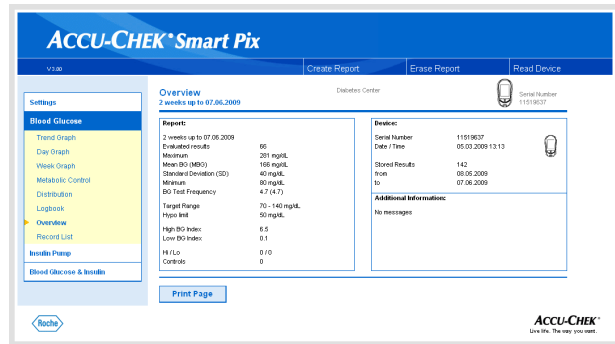 ACCU-CHEK® Smart Pix
V 3.00
Create Report
Erase Report
Read Device
Settings
Blood Glucose
Trend Graph
Day Graph
Week Graph
Metabolic Control
Distribution
Logbook
Overview
Record List
Insulin Pump
Blood Glucose & Insulin
Overview
2 weeks up to 07.06.2009
Diabetes Center
Serial Number
11519637
Report:
2 weeks up to 07.06.2009
Evaluated results 66
Maximum 281 mg/dL
Mean BG (MBG) 166 mg/dL
Standard Deviation (SD) 40 mg/dL
Minimum 80 mg/dL
BG Test Frequency 4.7 (4.7)
Target Range 70 - 140 mg/dL
Hypo limit 50 mg/dL
High BG Index 6.5
Low BG Index 0.1
Hi / Lo 0 / 0
Controls 0
Device:
Serial Number 11519637
Date / Time 05.03.2009 13:13
Stored Results 142
from 08.05.2009
to 07.06.2009
Additional Information:
No messages
Print Page
Roche
ACCU-CHEK®
Live life. The way you want.